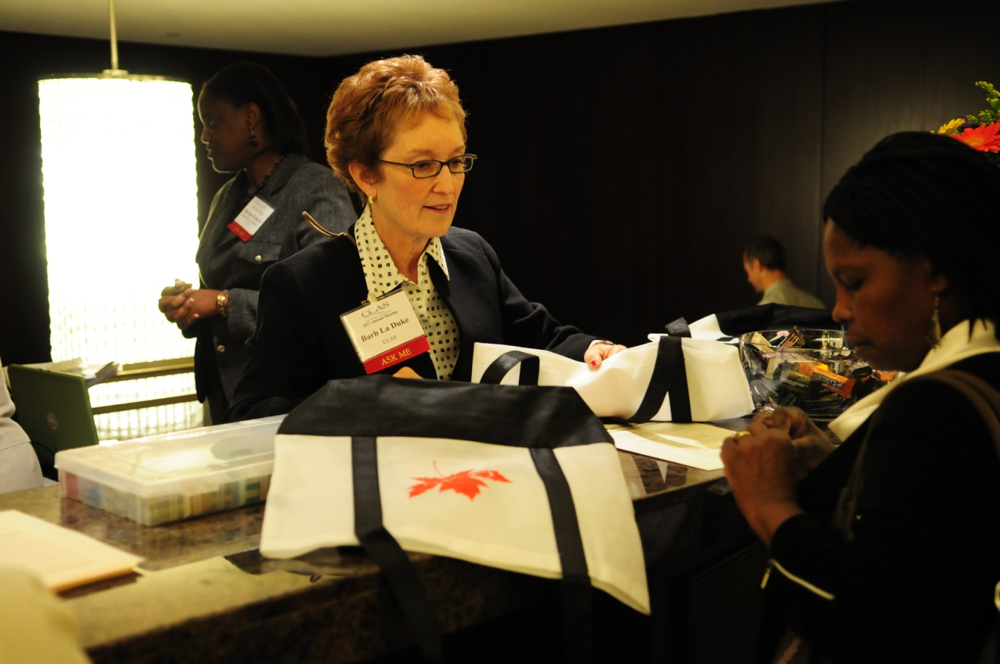 CCAS
2011 Annual Meeting
Barb La Duke
CCAS
ASK ME